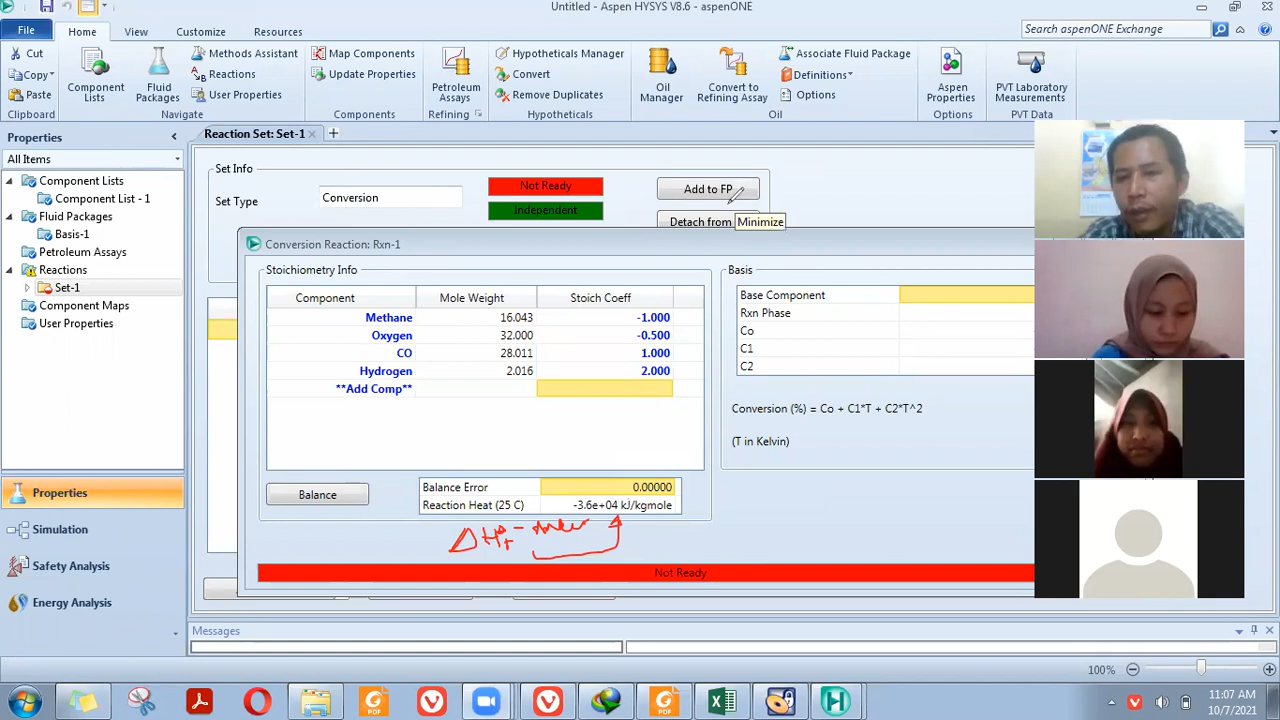 Untitled - Aspen HYSYS V8.6 - aspenONE
File
Home
View
Customize
Resources
Search aspenONE Exchange
Cut
Copy
Paste
Clipboard
Component Lists
Fluid Packages
Methods Assistant
Reactions
User Properties
Navigate
Map Components
Update Properties
Components
Petroleum Assays
Refining
Hypotheticals Manager
Convert
Remove Duplicates
Hypotheticals
Oil Manager
Convert to Refining Assay
Associate Fluid Package
Definitions
Options
Oil
Aspen Properties
Options
PVT Laboratory Measurements
PVT Data
Properties
All Items
Component Lists
Component List - 1
Fluid Packages
Basis-1
Petroleum Assays
Reactions
Set-1
Component Maps
User Properties
Properties
Simulation
Safety Analysis
Energy Analysis
Reaction Set: Set-1
Set Info
Set Type
Conversion
Not Ready
Independent
Add to FP
Detach from
Minimize
Conversion Reaction: Rxn-1
Stoichiometry Info
Component Mole Weight Stoich Coeff
Methane 16.043 -1.000
Oxygen 32.000 -0.500
CO 28.011 1.000
Hydrogen 2.016 2.000
**Add Comp**
Balance
Balance Error 0.00000
Reaction Heat (25 C) -3.6e+04 kJ/kgmole
Basis
Base Component
Rxn Phase
Co
C1
C2
Conversion (%) = Co + C1*T + C2*T^2
(T in Kelvin)
Not Ready
Messages
100%
11:07 AM
10/7/2021